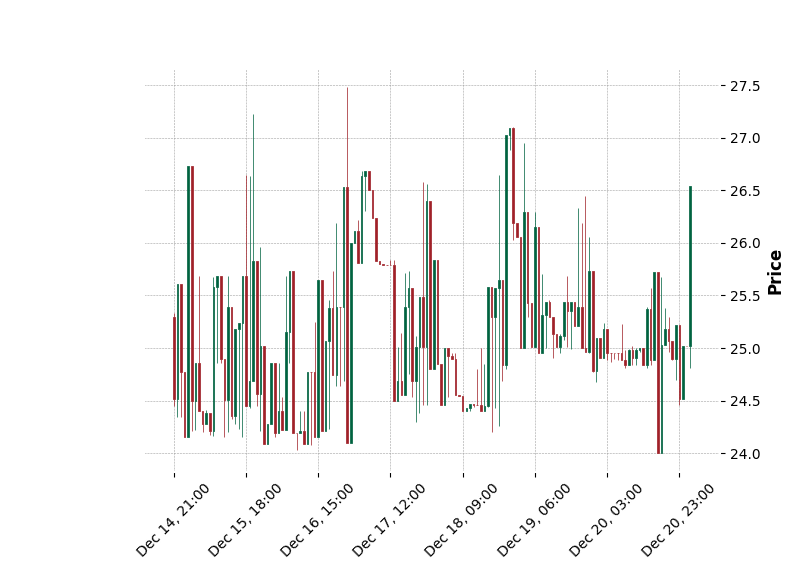 27.5
27.0
26.5
26.0
25.5
25.0
24.5
24.0
Price
Dec 14, 21:00
Dec 15, 18:00
Dec 16, 15:00
Dec 17, 12:00
Dec 18, 09:00
Dec 19, 06:00
Dec 20, 03:00
Dec 20, 23:00